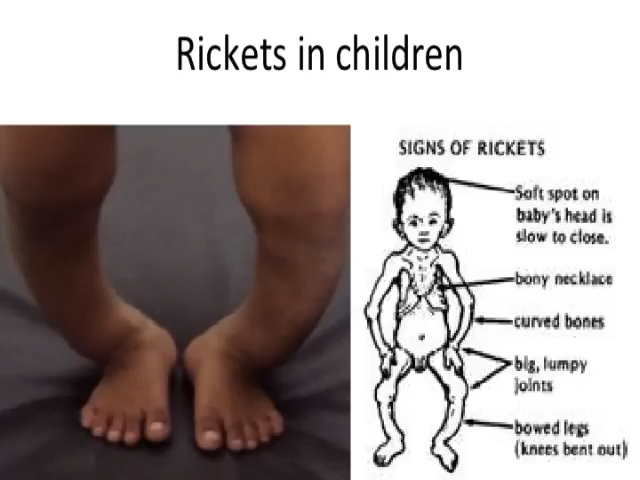 Rickets in children
SIGNS OF RICKETS
Soft spot on
baby's head is
slow to close.
bony necklace
curved bones
big, lumpy
joints
bowed legs
(knees bent out)